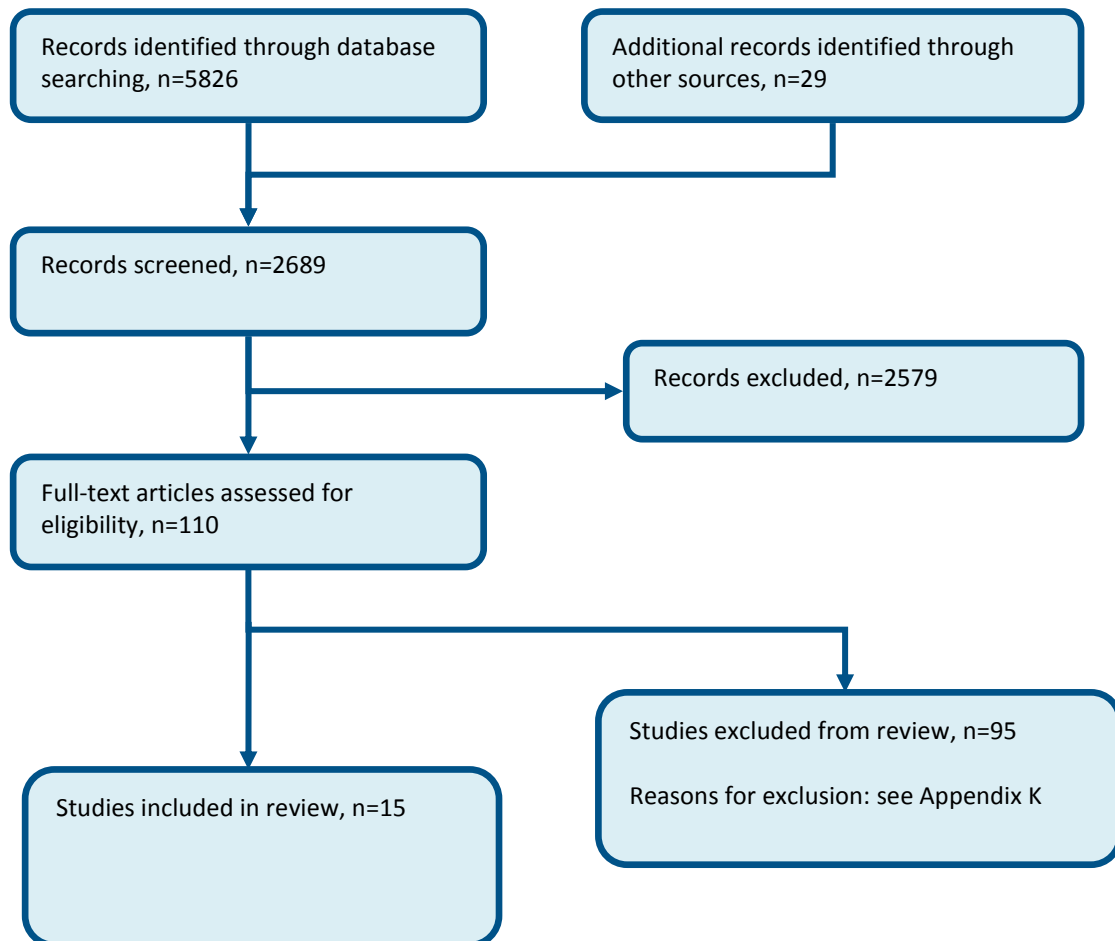 Records identified through database
searching, n=5826
Additional records identified through
other sources, n=29
Records screened, n=2689
Records excluded, n=2579
Full-text articles assessed for
eligibility, n=110
Studies excluded from review, n=95
Reasons for exclusion: see Appendix K
Studies included in review, n=15